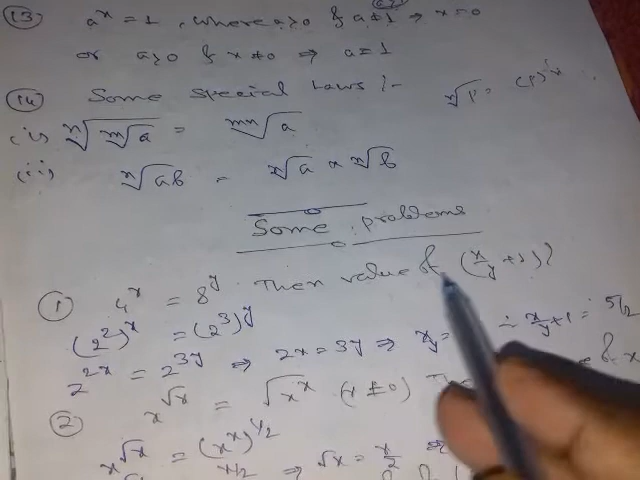 (13) a^x = 1, where a>0 & a≠1 ⇒ x=0
or a>0 & x≠0 ⇒ a=1
(14) Some special laws :-
(i) ⁿ√(ᵐ√a) = ᵐⁿ√a
(ii) ˣ√(ab) = ˣ√a × ˣ√b
ˣ√p = (p)^1/x
Some problems
(1) 4^x = 8^y Then value of (x/y + 1)?
(2²)^x = (2³)^y
2^2x = 2^3y ⇒ 2x = 3y ⇒ x/y = ∴ x/y + 1 = 5/2
(2) x^√x = √(x^x) (x≠0) of x
x^√x = (x^x)^1/2
x/2 ⇒ √x = x/2